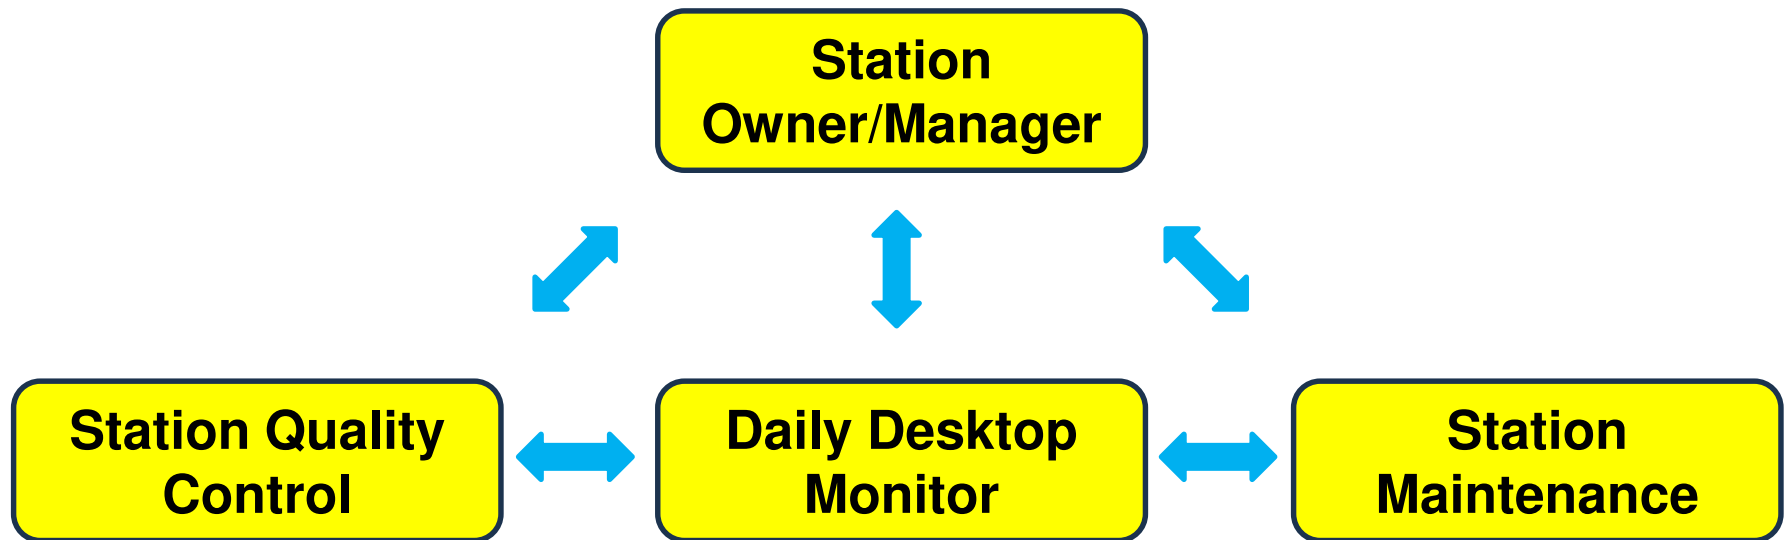 Station
Owner/Manager
Station Quality
Control
Daily Desktop
Monitor
Station
Maintenance